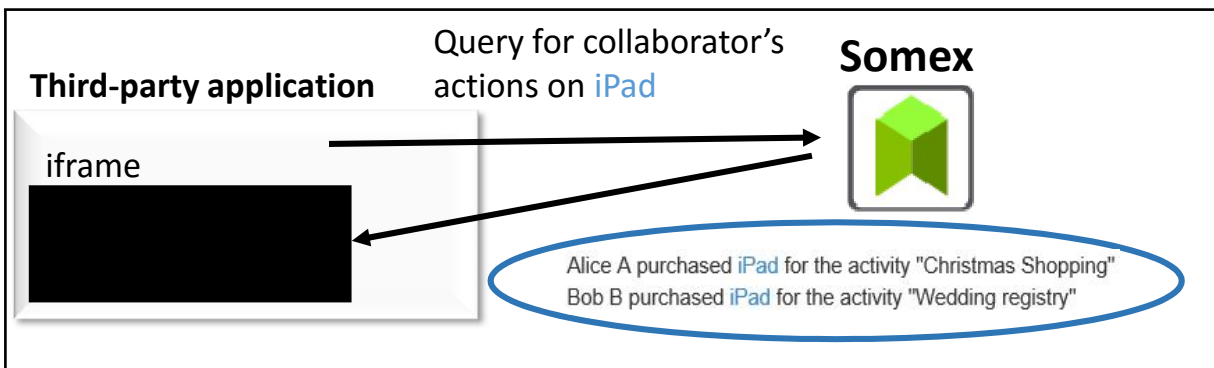 Query for collaborator's
actions on iPad
Somex
Third-party application
iframe
Alice A purchased iPad for the activity "Christmas Shopping"
Bob B purchased iPad for the activity "Wedding registry"